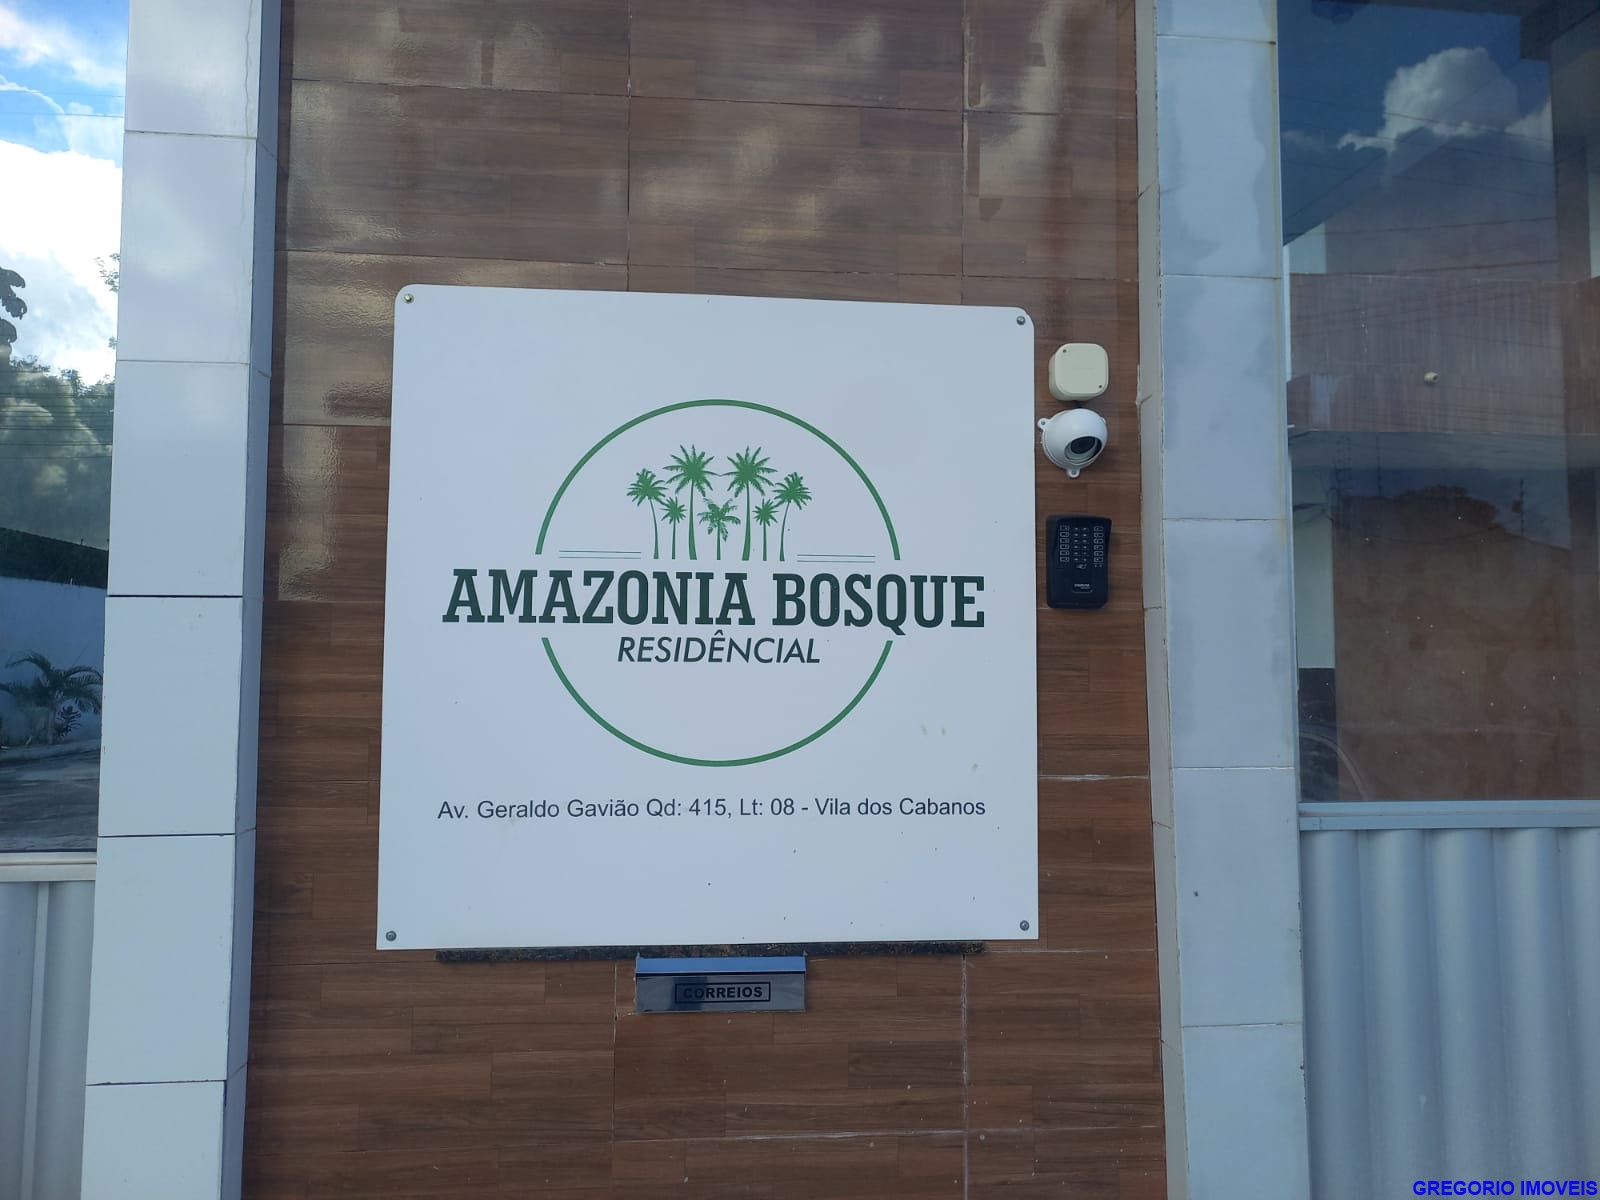 AMAZONIA BOSQUE
RESIDÊNCIAL
Av. Geraldo Gavião Qd: 415, Lt: 08 - Vila dos Cabanos
CORREIOS
GREGORIO IMOVEIS